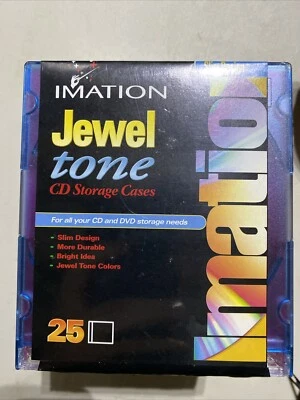 IMATION
Jewel
tone
CD Storage Cases
For all your CD and DVD storage needs
Slim Design
More Durable
Bright Idea
Jewel Tone Colors
25
imation